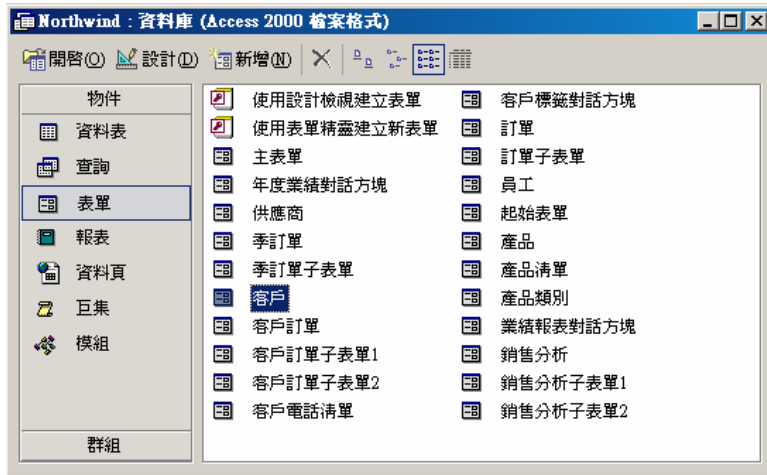 Northwind : 資料庫 (Access 2000 檔案格式)
開啓(O) 設計(D) 新增(N)
物件
資料表
查詢
表單
報表
資料頁
巨集
模組
群組
使用設計檢視建立表單
使用表單精靈建立新表單
主表單
年度業績對話方塊
供應商
季訂單
季訂單子表單
客戶
客戶訂單
客戶訂單子表單1
客戶訂單子表單2
客戶電話清單
客戶標籤對話方塊
訂單
訂單子表單
員工
起始表單
產品
產品清單
產品類別
業績報表對話方塊
銷售分析
銷售分析子表單1
銷售分析子表單2